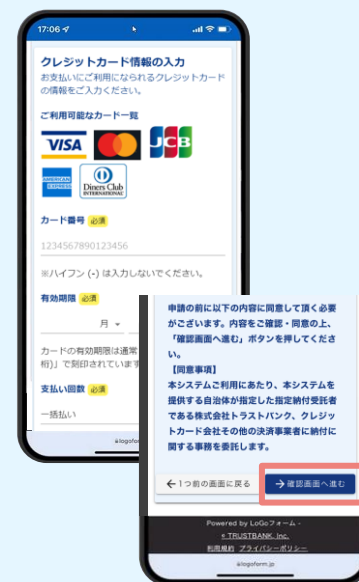 17:06
クレジットカード情報の入力
お支払いにご利用になられるクレジットカード
の情報をご入力ください。
ご利用可能なカード一覧
VISA
mastercard
JCB
AMERICAN
EXPRESS
Diners Club
INTERNATIONAL
カード番号 必須
1234567890123456
※ハイフン (-) は入力しないでください。
有効期限 必須
月
カードの有効期限は通常
桁)」で刻印されています
支払い回数 必須
一括払い
申請の前に以下の内容に同意して頂く必要
がございます。内容をご確認・同意の上、
「確認画面へ進む」ボタンを押してくださ
い。
【同意事項】
本システムご利用にあたり、本システムを
提供する自治体が指定した指定納付受託者
である株式会社トラストバンク、クレジッ
トカード会社その他の決済事業者に納付に
関する事務を委託します。
←1つ前の画面に戻る
→確認画面へ進む
Powered by LoGoフォーム -
© TRUSTBANK, Inc.
利用規約 プライバシーポリシー
logoform.jp